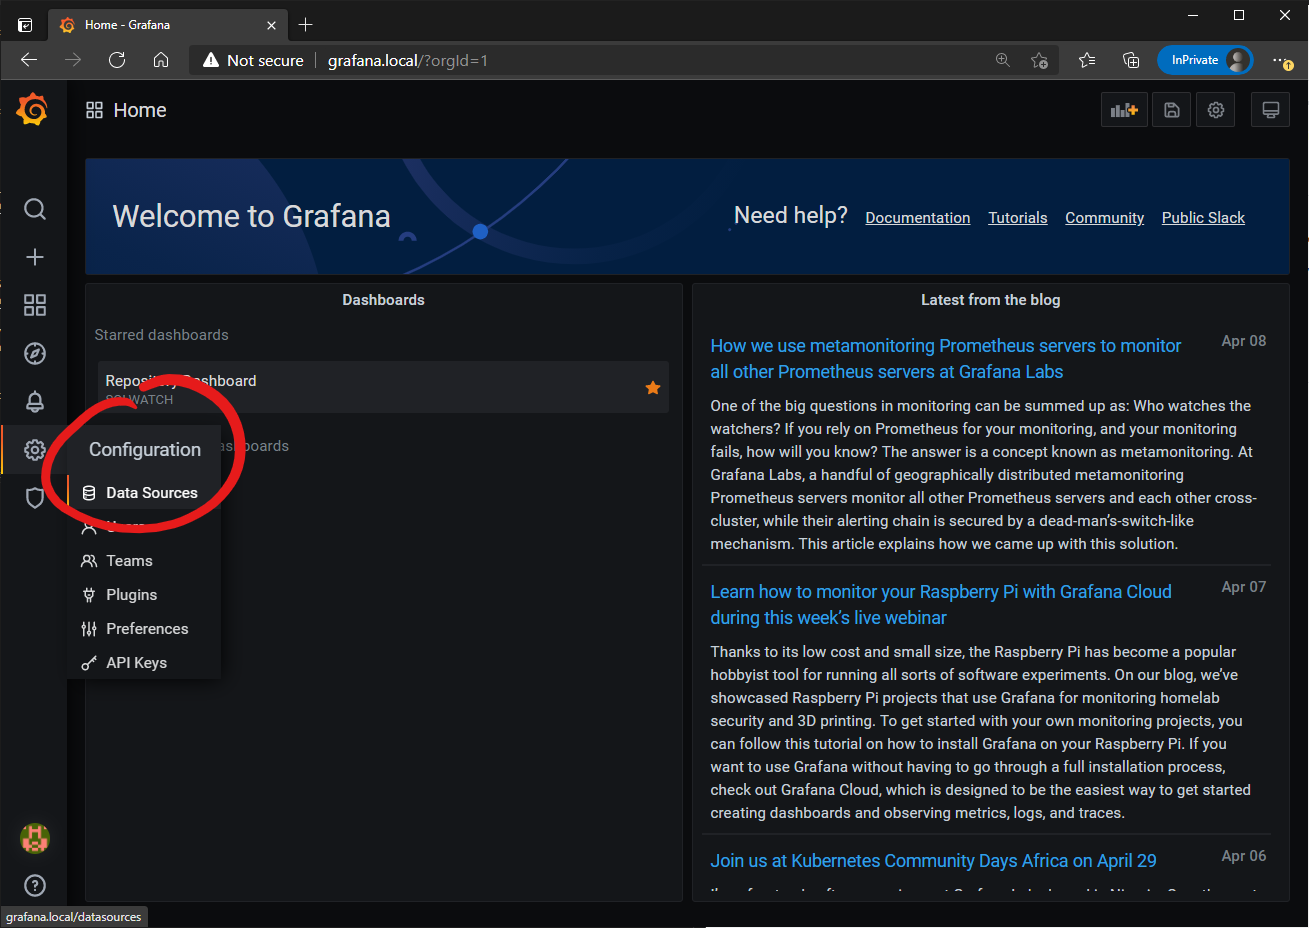 Home - Grafana
Not secure
grafana.local/?orgId=1
InPrivate
Home
Welcome to Grafana
Need help?
Documentation
Tutorials
Community
Public Slack
Dashboards
Starred dashboards
Repository Dashboard
SQLWATCH
Configuration
Data Sources
Users
Teams
Plugins
Preferences
API Keys
Latest from the blog
How we use metamonitoring Prometheus servers to monitor
all other Prometheus servers at Grafana Labs
Apr 08
One of the big questions in monitoring can be summed up as: Who watches the
watchers? If you rely on Prometheus for your monitoring, and your monitoring
fails, how will you know? The answer is a concept known as metamonitoring. At
Grafana Labs, a handful of geographically distributed metamonitoring
Prometheus servers monitor all other Prometheus servers and each other cross-
cluster, while their alerting chain is secured by a dead-man’s-switch-like
mechanism. This article explains how we came up with this solution.
Learn how to monitor your Raspberry Pi with Grafana Cloud
during this week’s live webinar
Apr 07
Thanks to its low cost and small size, the Raspberry Pi has become a popular
hobbyist tool for running all sorts of software experiments. On our blog, we’ve
showcased Raspberry Pi projects that use Grafana for monitoring homelab
security and 3D printing. To get started with your own monitoring projects, you
can follow this tutorial on how to install Grafana on your Raspberry Pi. If you
want to use Grafana without having to go through a full installation process,
check out Grafana Cloud, which is designed to be the easiest way to get started
creating dashboards and observing metrics, logs, and traces.
Join us at Kubernetes Community Days Africa on April 29
Apr 06
grafana.local/datasources